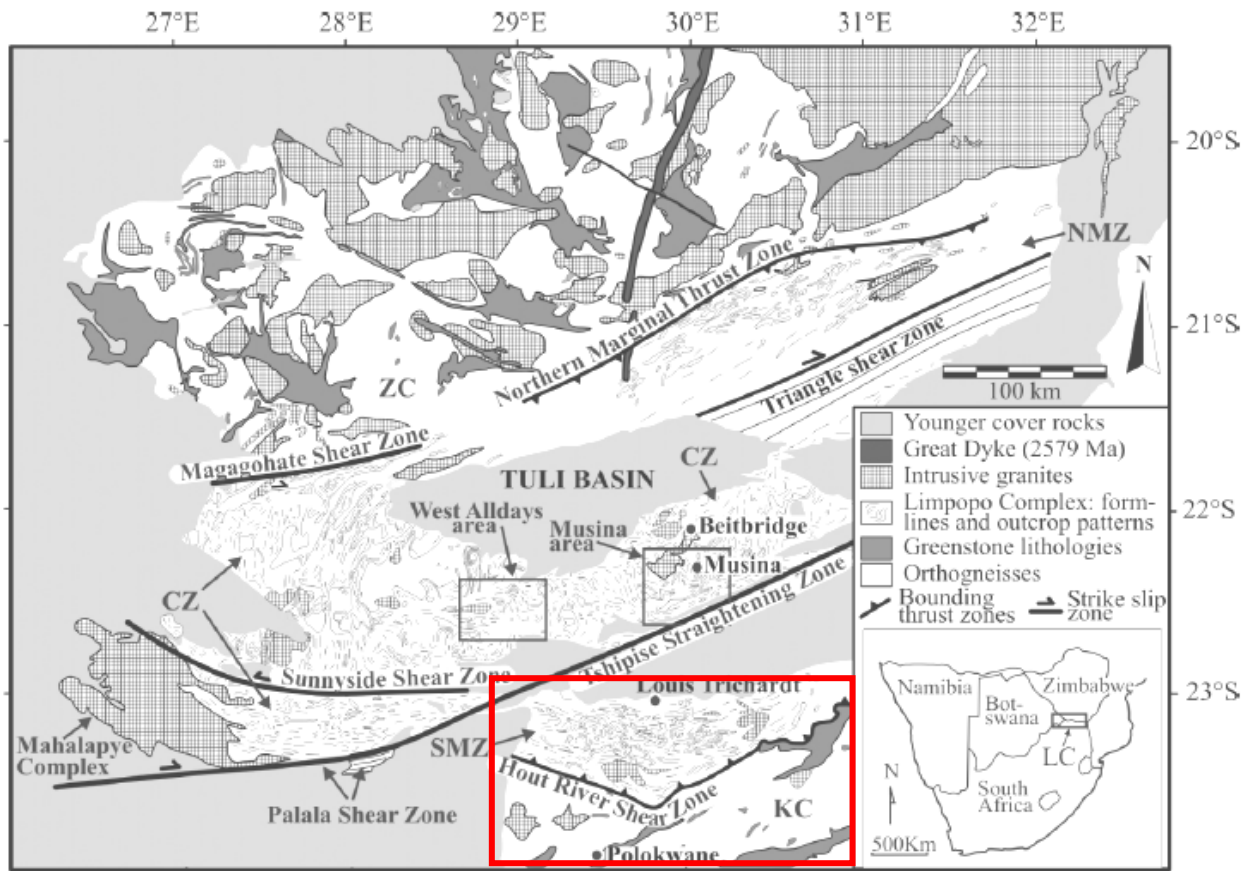 27°E 28°E 29°E 30°E 31°E 32°E
20°S
NMZ
Northern Marginal Thrust Zone
N
21°S
Triangle shear zone
100 km
ZC
Magagohate Shear Zone
TULI BASIN
CZ
West Alldays
area
Musina
area
Beitbridge
Musina
22°S
CZ
Tshipise Straightening Zone
Sunnyside Shear Zone
23°S
Louis Trichardt
SMZ
Mahalapye
Complex
Hout River Shear Zone
KC
Palala Shear Zone
Polokwane
Younger cover rocks
Great Dyke (2579 Ma)
Intrusive granites
Limpopo Complex: form-
lines and outcrop patterns
Greenstone lithologies
Orthogneisses
Bounding
thrust zones
Strike slip
zone
Namibia
Zimbabwe
Bot-
swana
LC
N
South
Africa
500Km